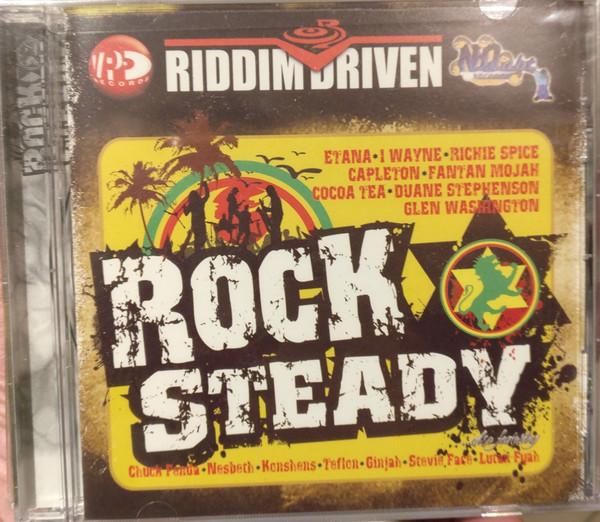 VP
RECORDS
RIDDIM DRIVEN
ROCK
ETANA • I WAYNE • RICHIE SPICE
CAPLETON • FANTAN MOJAH
COCOA TEA • DUANE STEPHENSON
GLEN WASHINGTON
ROCK
STEADY
Chuck Fenda • Nesbeth • Konshens • Teflon • Ginjah • Stevie Face • Lutan Fyah